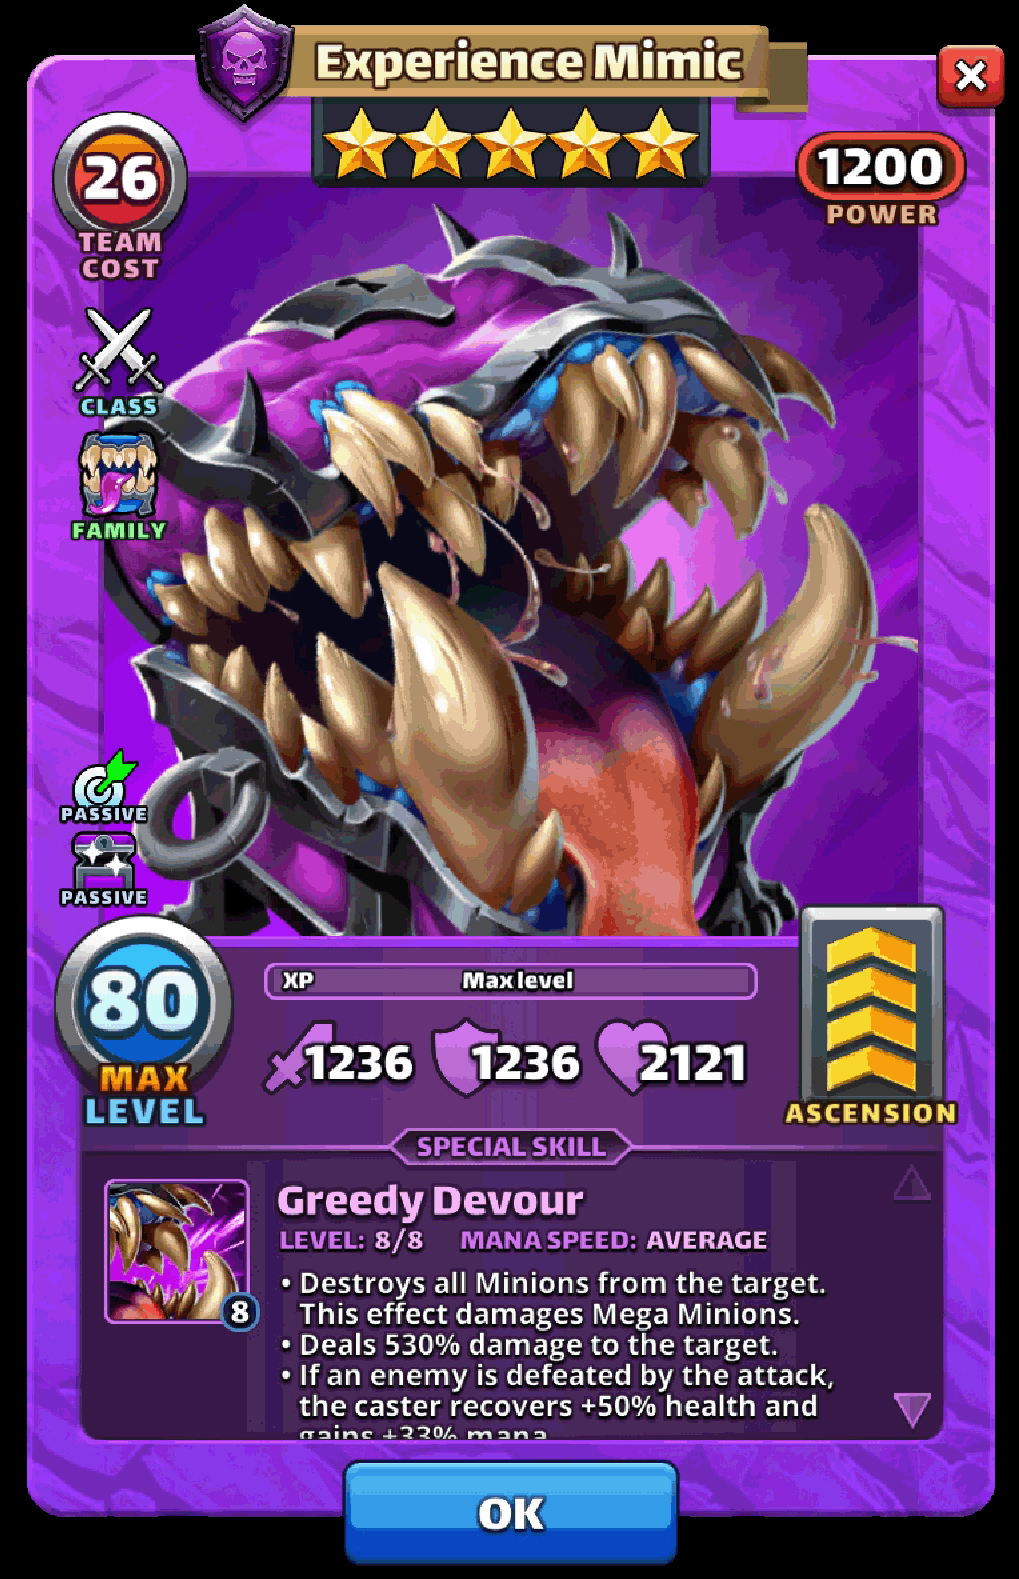 Experience Mimic
26
TEAM
COST
1200
POWER
CLASS
FAMILY
PASSIVE
PASSIVE
80
MAX
LEVEL
XP Max level
1236 1236 2121
ASCENSION
SPECIAL SKILL
Greedy Devour
LEVEL: 8/8 MANA SPEED: AVERAGE
8
• Destroys all Minions from the target.
This effect damages Mega Minions.
• Deals 530% damage to the target.
• If an enemy is defeated by the attack,
the caster recovers +50% health and
gains +33% mana
OK